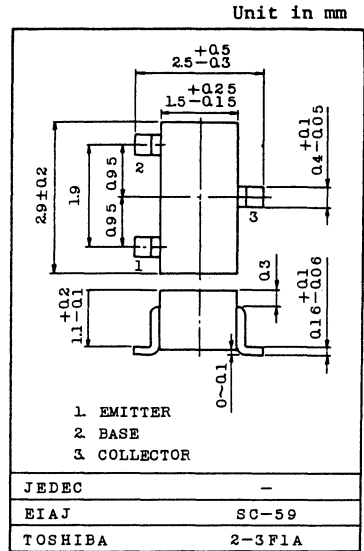 Unit in mm
+0.5
2.5-0.3
+0.25
1.5-0.15
2.9±0.2
1.9
0.95
0.95
2
1
3
+0.1
0.4-0.05
+0.2
1.1-0.1
0.3
+0.1
0.16-0.06
0~0.1
1. EMITTER
2. BASE
3. COLLECTOR
JEDEC –
EIAJ SC-59
TOSHIBA 2-3F1A